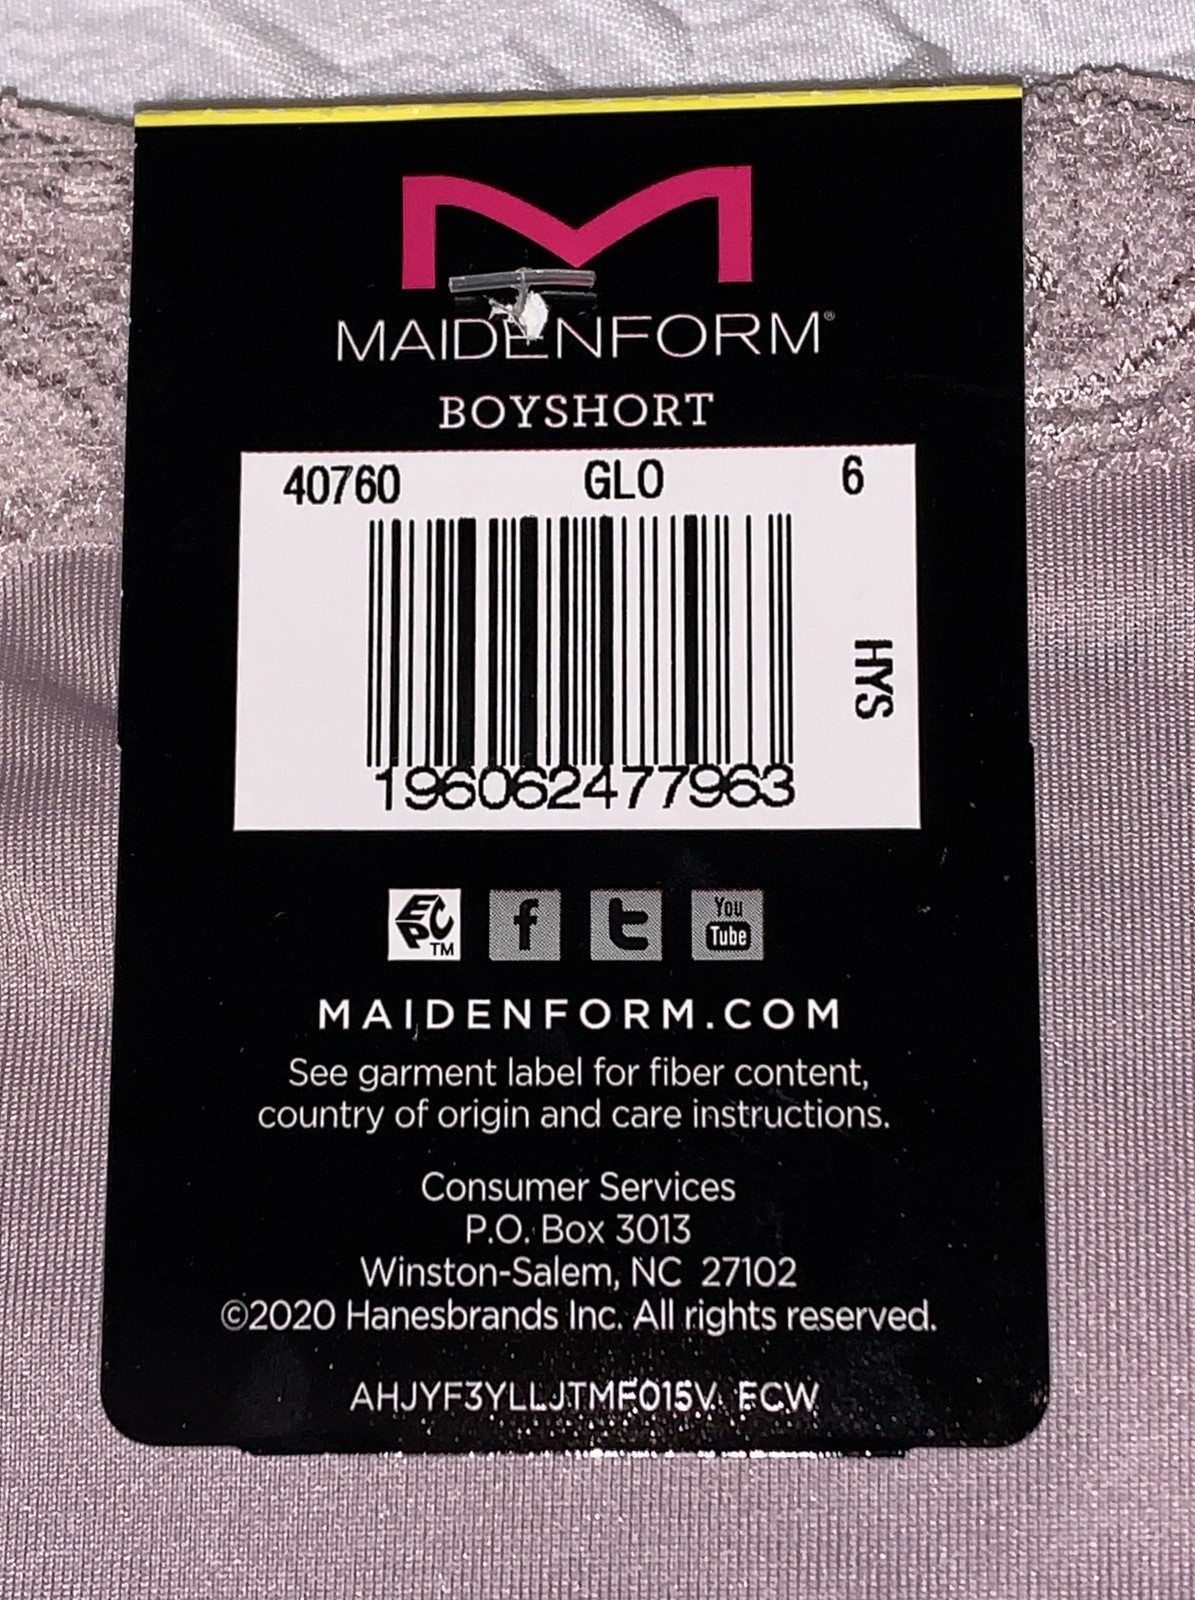 MAIDENFORM®
BOYSHORT
40760 GLO 6
HYS
196062477963
EPC™
f
t
You Tube
MAIDENFORM.COM
See garment label for fiber content,
country of origin and care instructions.
Consumer Services
P.O. Box 3013
Winston-Salem, NC 27102
©2020 Hanesbrands Inc. All rights reserved.
AHJYF3YLLJTMF015V ECW